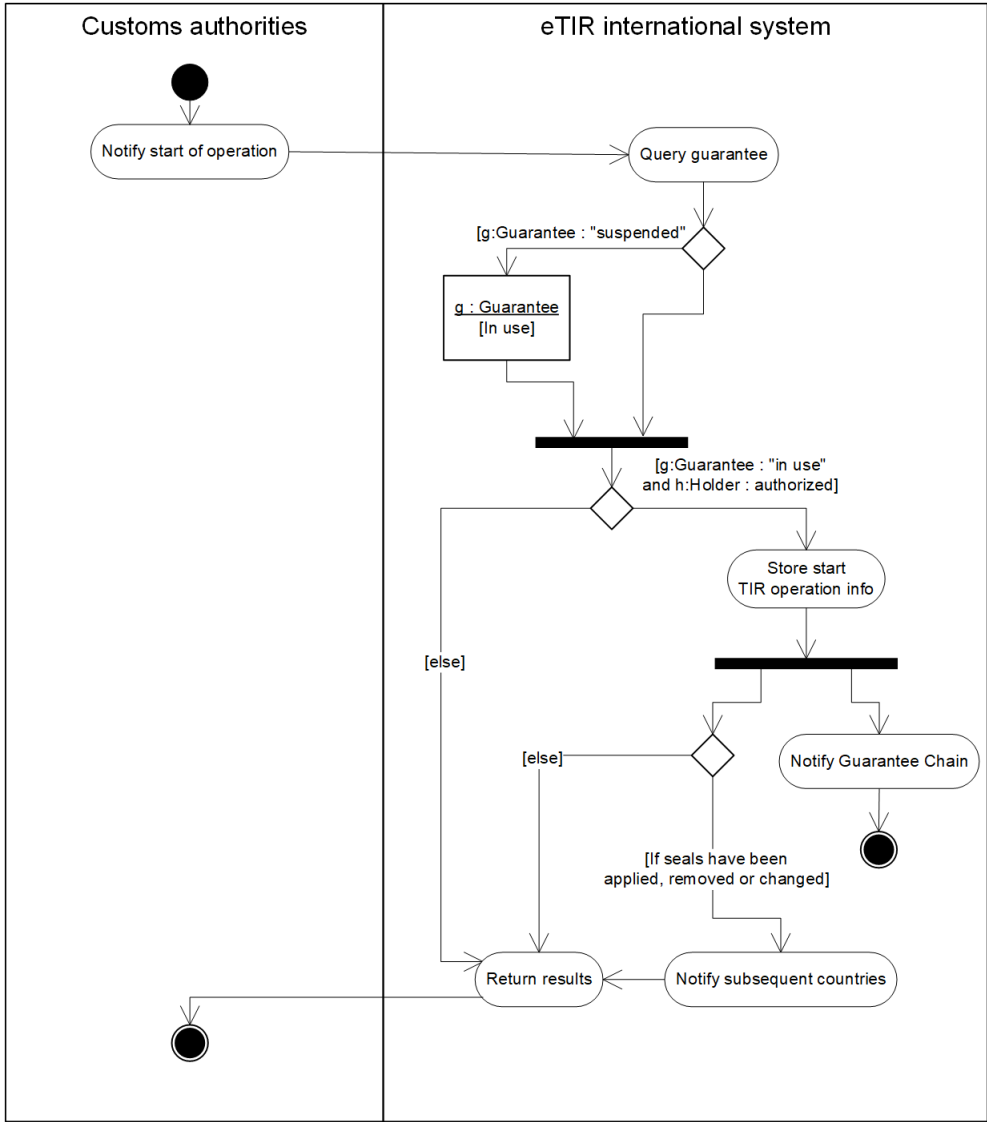 Customs authorities
eTIR international system
Notify start of operation
Query guarantee
[g:Guarantee : "suspended"
g : Guarantee
[In use]
[g:Guarantee : "in use"
and h:Holder : authorized]
Store start
TIR operation info
[else]
[else]
Notify Guarantee Chain
[If seals have been
applied, removed or changed]
Return results
Notify subsequent countries